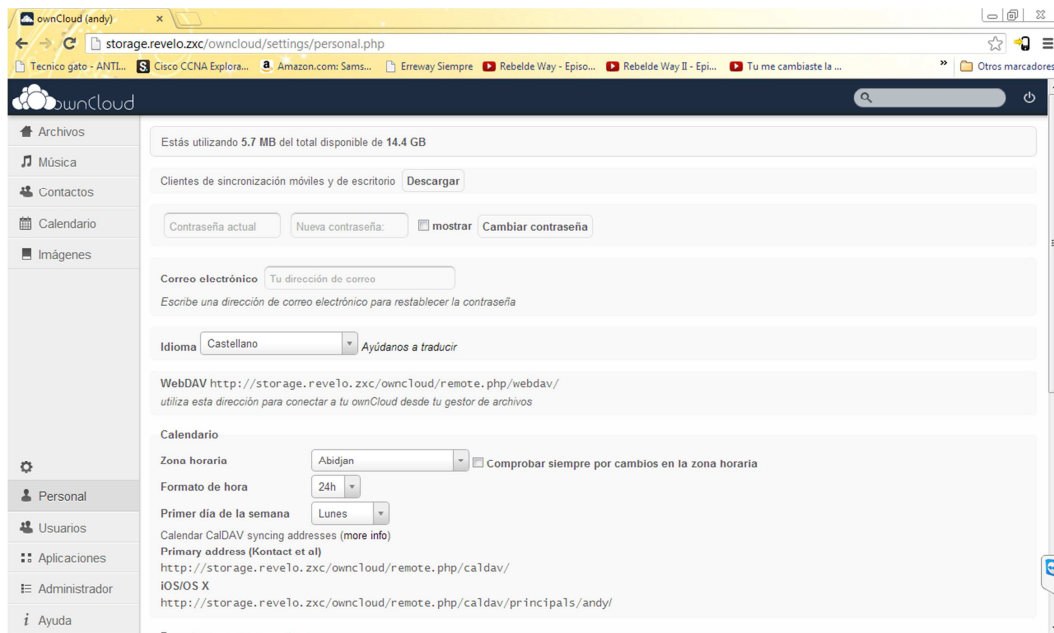 ownCloud (andy)
storage.revelo.zxc/owncloud/settings/personal.php
Tecnico gato - ANTI... Cisco CCNA Explora... Amazon.com: Sams... Erreway Siempre Rebelde Way - Episo... Rebelde Way II - Epi... Tu me cambiaste la ... » Otros marcadores
ownCloud
Archivos
Música
Contactos
Calendario
Imágenes
Personal
Usuarios
Aplicaciones
Administrador
Ayuda
Estás utilizando 5.7 MB del total disponible de 14.4 GB
Clientes de sincronización móviles y de escritorio Descargar
Contraseña actual Nueva contraseña: mostrar Cambiar contraseña
Correo electrónico Tu dirección de correo
Escribe una dirección de correo electrónico para restablecer la contraseña
Idioma Castellano Ayúdanos a traducir
WebDAV http://storage.revelo.zxc/owncloud/remote.php/webdav/
utiliza esta dirección para conectar a tu ownCloud desde tu gestor de archivos
Calendario
Zona horaria Abidjan Comprobar siempre por cambios en la zona horaria
Formato de hora 24h
Primer día de la semana Lunes
Calendar CalDAV syncing addresses (more info)
Primary address (Kontact et al)
http://storage.revelo.zxc/owncloud/remote.php/caldav/
iOS/OS X
http://storage.revelo.zxc/owncloud/remote.php/caldav/principals/andy/